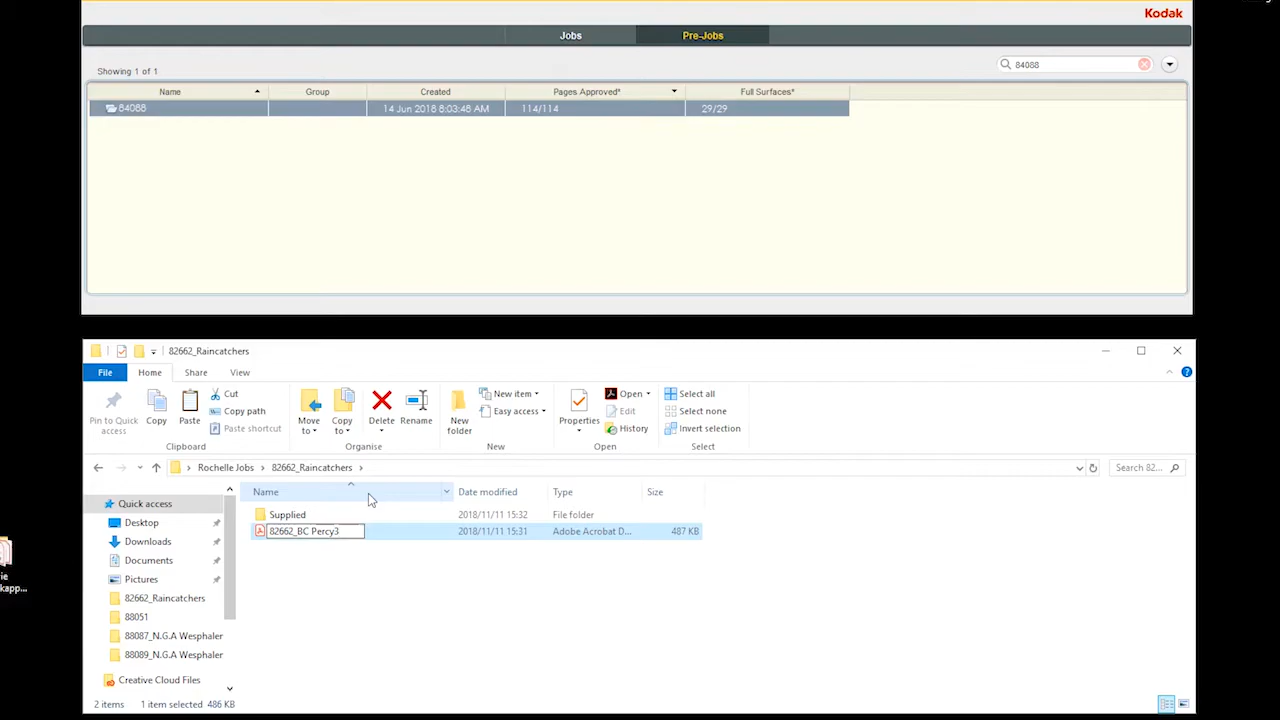 Kodak
Jobs Pre-Jobs
Showing 1 of 1
84088
Name Group Created Pages Approved* Full Surfaces*
84088 14 Jun 2018 8:03:48 AM 114/114 29/29
82662_Raincatchers
File Home Share View
Pin to Quick access
Copy
Paste
Cut
Copy path
Paste shortcut
Move to
Copy to
Delete
Rename
New folder
New item
Easy access
Properties
Open
Edit
History
Select all
Select none
Invert selection
Clipboard Organise New Open Select
Rochelle Jobs 82662_Raincatchers
Search 82...
Name Date modified Type Size
Supplied 2018/11/11 15:32 File folder
82662_BC Percy3 2018/11/11 15:31 Adobe Acrobat D... 487 KB
Quick access
Desktop
Downloads
Documents
Pictures
82662_Raincatchers
88051
88087_N.G.A Wesphaler
88089_N.G.A Wesphaler
Creative Cloud Files
2 items 1 item selected 486 KB
kapp...